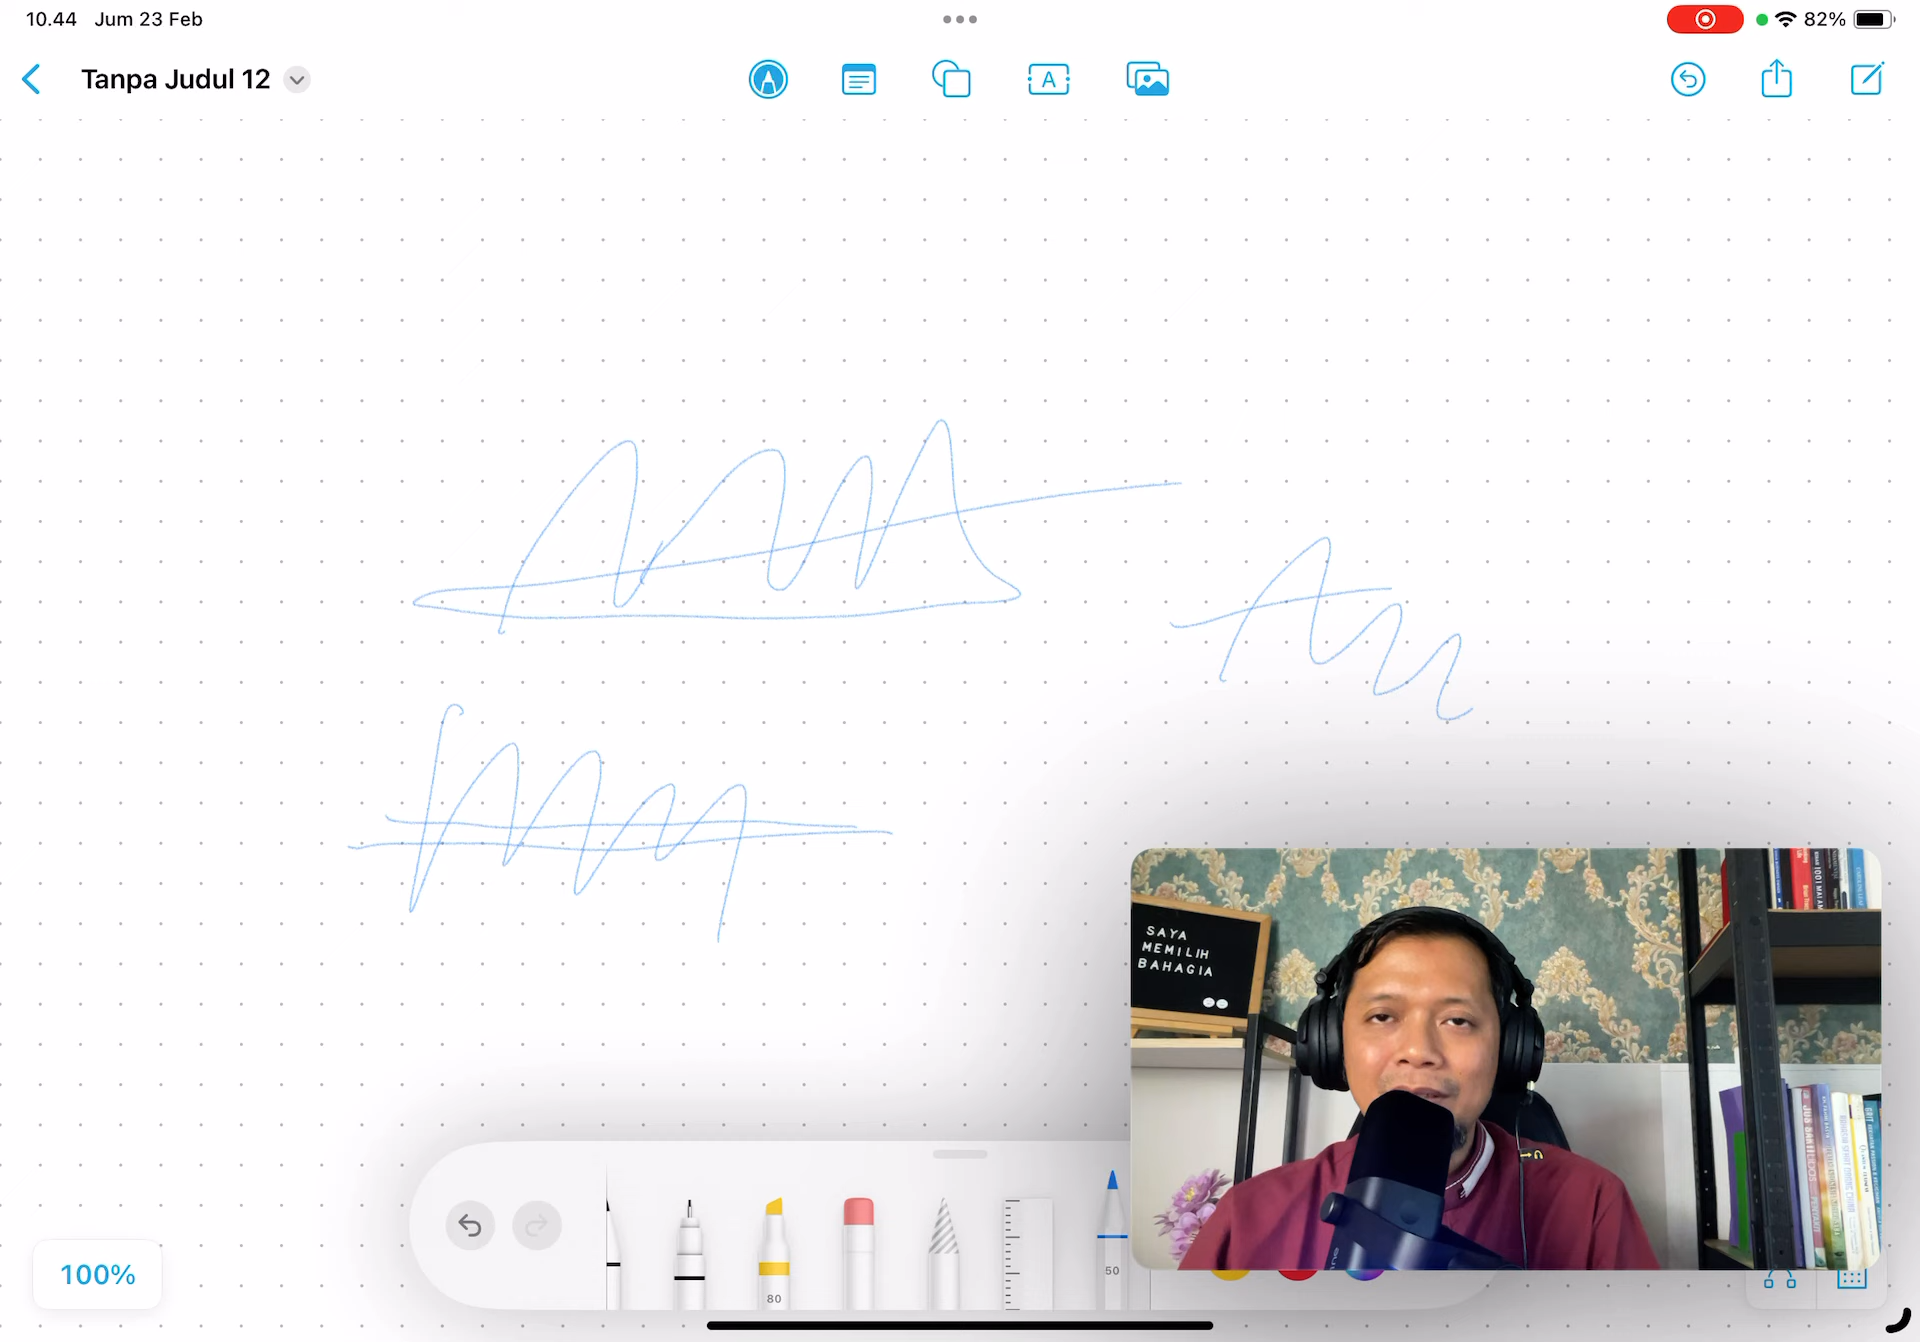 10.44 Jum 23 Feb
82%
Tanpa Judul 12
A
SAYA
MEMILIH
BAHAGIA
80
50
100%